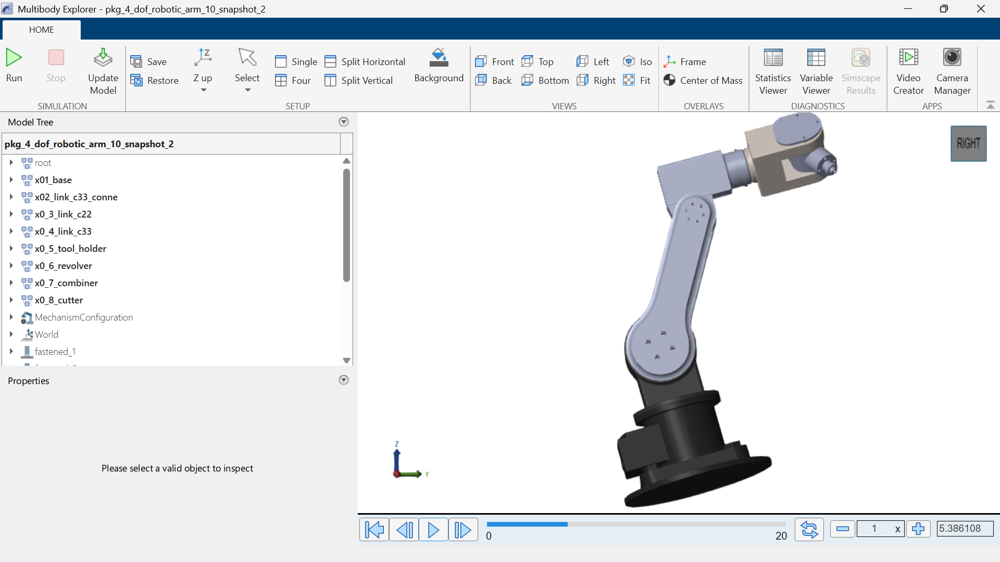 Multibody Explorer - pkg_4_dof_robotic_arm_10_snapshot_2
HOME
Run
Stop
Update
Model
SIMULATION
Save
Restore
Z
Z up
Select
Single
Four
Split Horizontal
Split Vertical
Background
SETUP
Front
Back
Top
Bottom
Left
Right
Iso
Fit
VIEWS
Frame
Center of Mass
OVERLAYS
Statistics
Viewer
Variable
Viewer
Simscape
Results
DIAGNOSTICS
Video
Creator
Camera
Manager
APPS
Model Tree
pkg_4_dof_robotic_arm_10_snapshot_2
root
x01_base
x02_link_c33_conne
x0_3_link_c22
x0_4_link_c33
x0_5_tool_holder
x0_6_revolver
x0_7_combiner
x0_8_cutter
MechanismConfiguration
World
fastened_1
Properties
Please select a valid object to inspect
RIGHT
Z
Y
0
20
1 x
5.386108